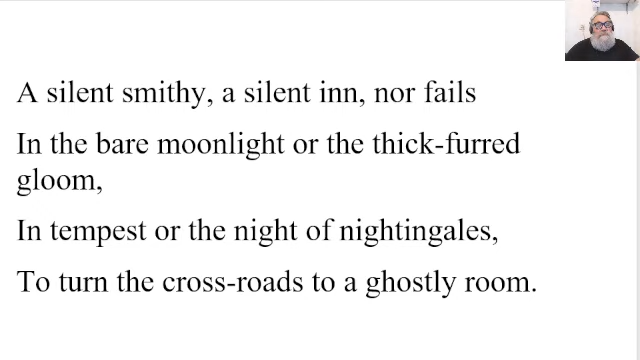 A silent smithy, a silent inn, nor fails
In the bare moonlight or the thick-furred
gloom,
In tempest or the night of nightingales,
To turn the cross-roads to a ghostly room.